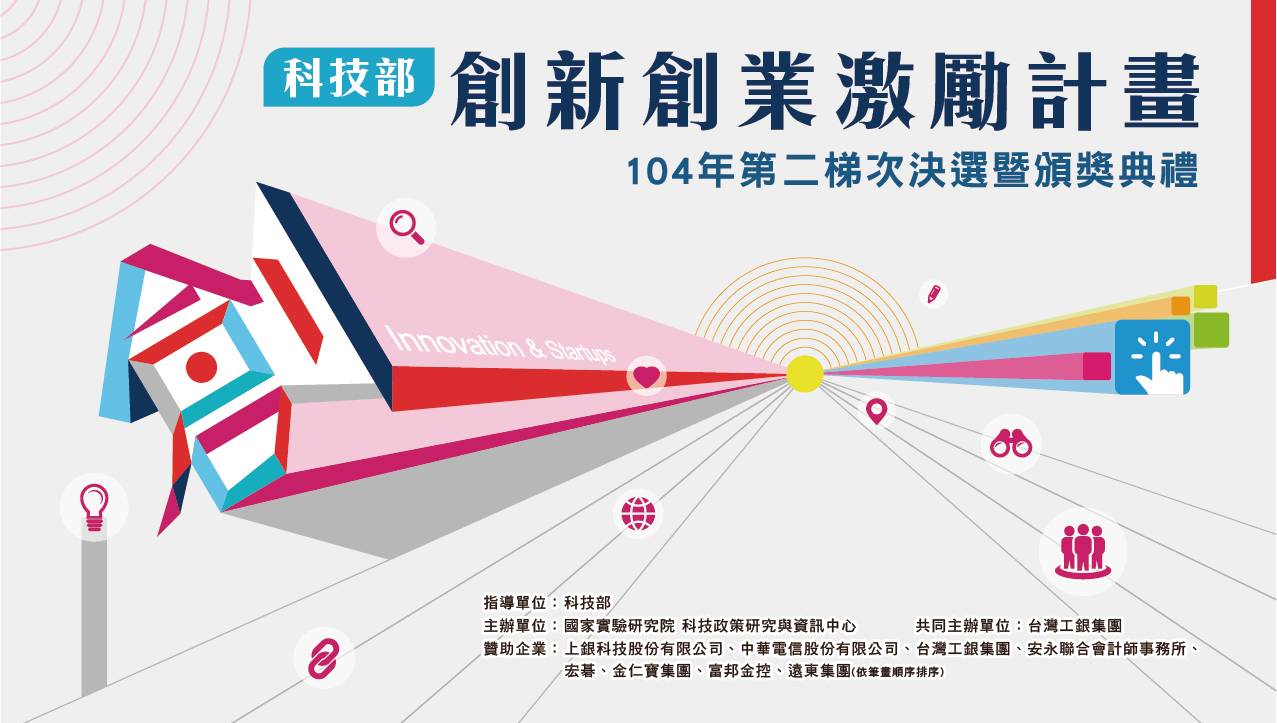 科技部 創新創業激勵計畫
104年第二梯次決選暨頒獎典禮
Innovation & Startups
指導單位：科技部
主辦單位：國家實驗研究院 科技政策研究與資訊中心 共同主辦單位：台灣工銀集團
贊助企業：上銀科技股份有限公司、中華電信股份有限公司、台灣工銀集團、安永聯合會計師事務所、
宏碁、金仁寶集團、富邦金控、遠東集團(依筆畫順序排序)